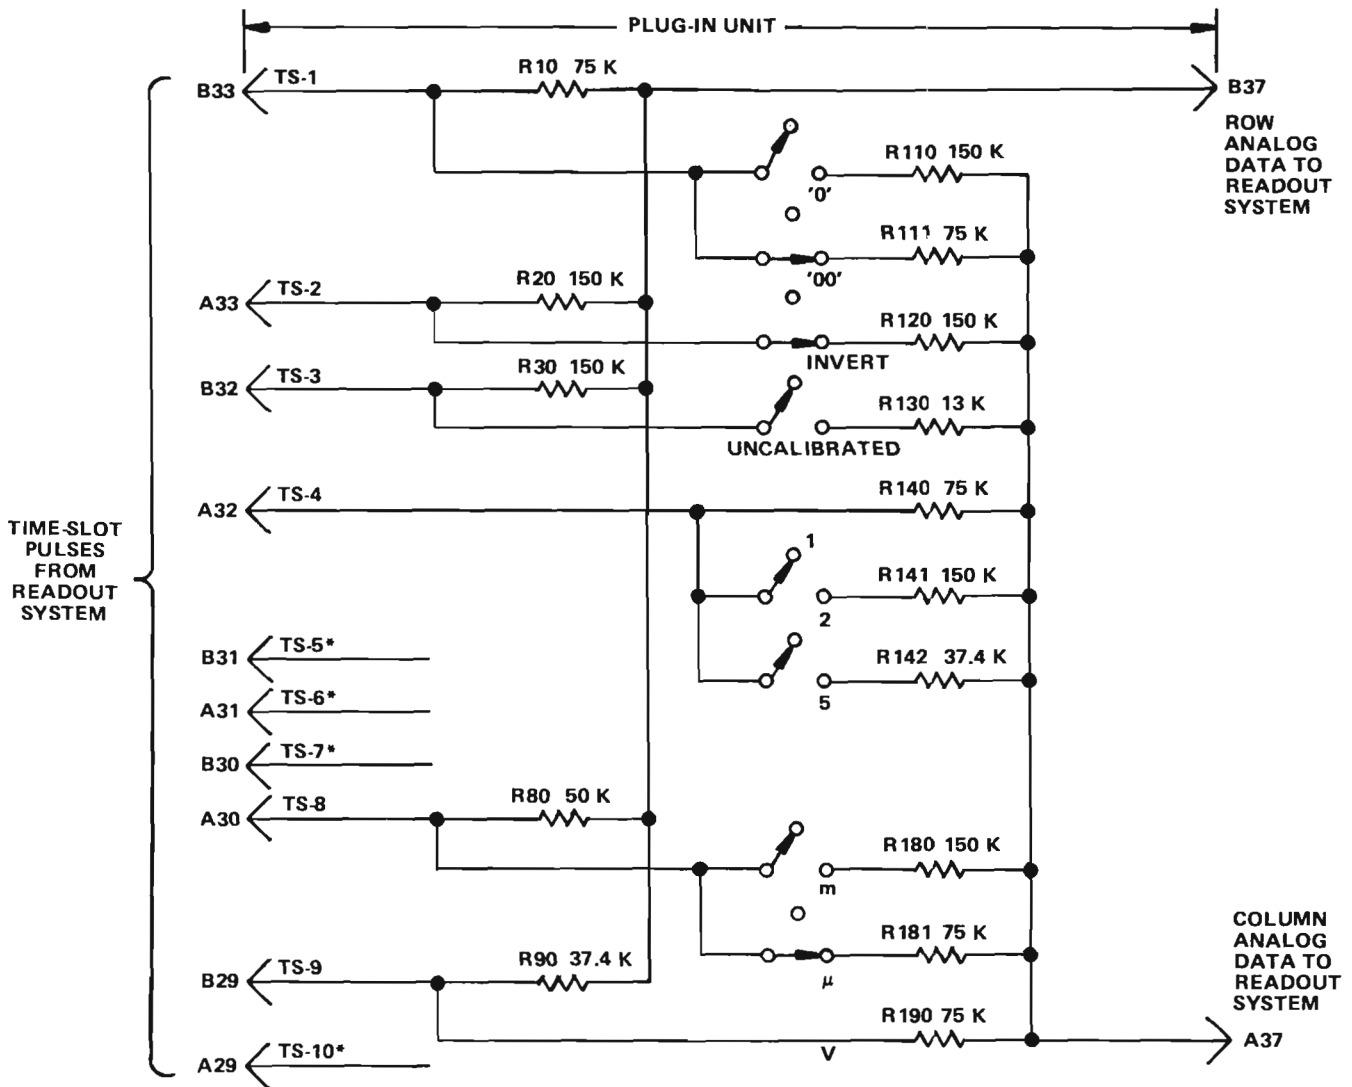 PLUG-IN UNIT
B33 TS-1 R10 75 K B37
ROW
ANALOG
DATA TO
READOUT
SYSTEM
R110 150 K
'0'
R111 75 K
'00'
A33 TS-2 R20 150 K
R120 150 K
INVERT
B32 TS-3 R30 150 K
R130 13 K
UNCALIBRATED
A32 TS-4 R140 75 K
1
R141 150 K
2
R142 37.4 K
5
TIME-SLOT
PULSES
FROM
READOUT
SYSTEM
B31 TS-5*
A31 TS-6*
B30 TS-7*
A30 TS-8 R80 50 K
R180 150 K
m
R181 75 K
μ
B29 TS-9 R90 37.4 K
R190 75 K
V
A29 TS-10*
COLUMN
ANALOG
DATA TO
READOUT
SYSTEM
A37